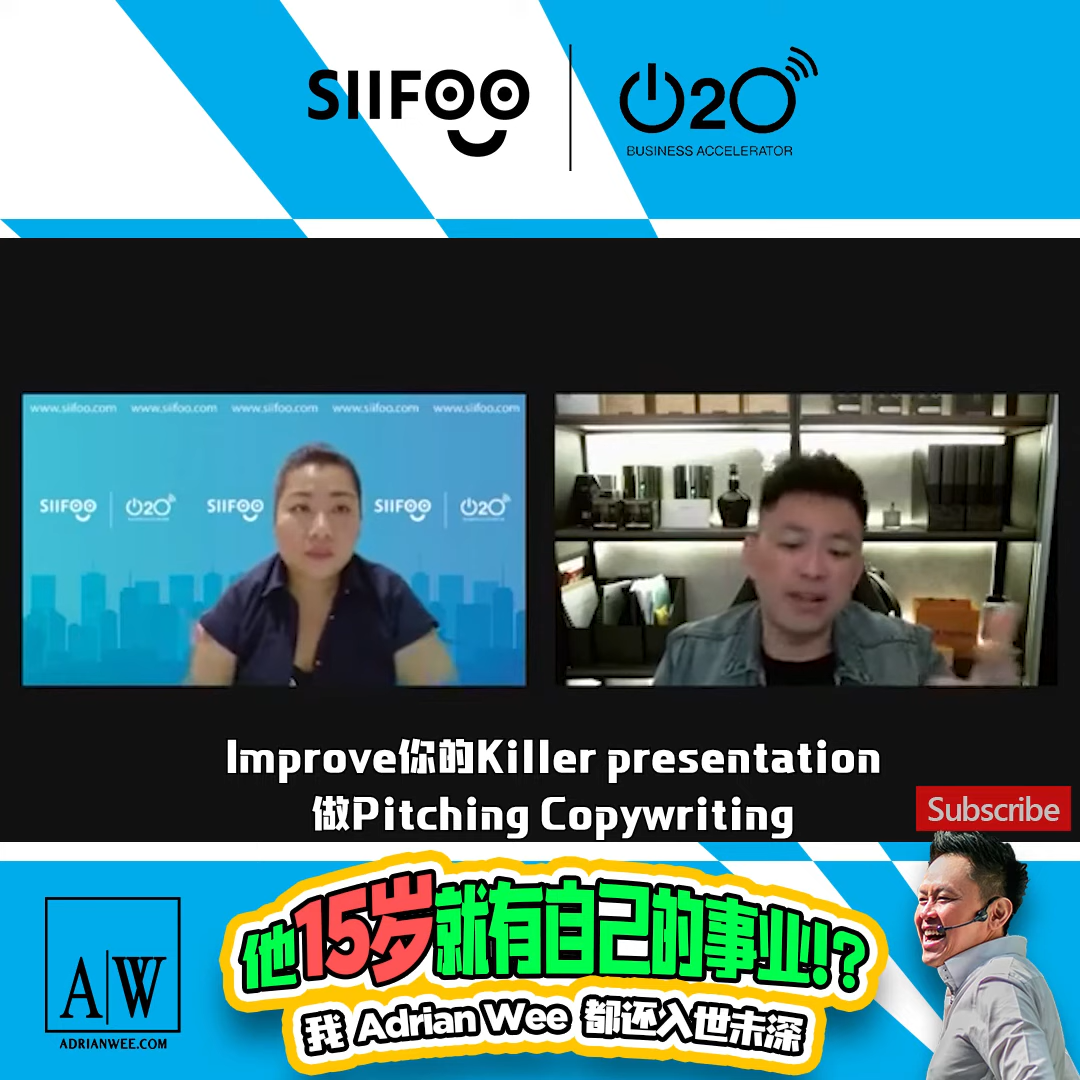 SIIFOO
O2O
BUSINESS ACCELERATOR
www.siifoo.com www.siifoo.com www.siifoo.com www.siifoo.com www.siifoo.com
SIIFOO O2O SIIFOO SIIFOO O2O
Improve你的Killer presentation
做Pitching Copywriting
Subscribe
他15岁就有自己的事业!?
我 Adrian Wee 都还入世未深
A|W
ADRIANWEE.COM